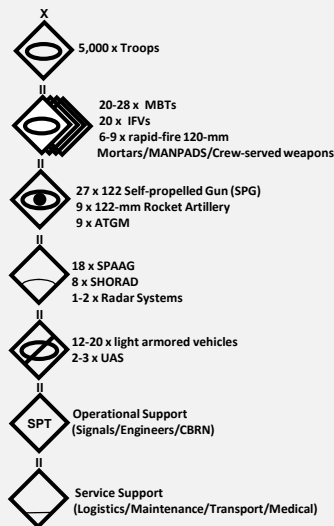 X
5,000 x Troops
II
20-28 x MBTs
20 x IFVs
6-9 x rapid-fire 120-mm
Mortars/MANPADS/Crew-served weapons
II
27 x 122 Self-propelled Gun (SPG)
9 x 122-mm Rocket Artillery
9 x ATGM
II
18 x SPAAG
8 x SHORAD
1-2 x Radar Systems
II
12-20 x light armored vehicles
2-3 x UAS
II
SPT
Operational Support
(Signals/Engineers/CBRN)
II
Service Support
(Logistics/Maintenance/Transport/Medical)